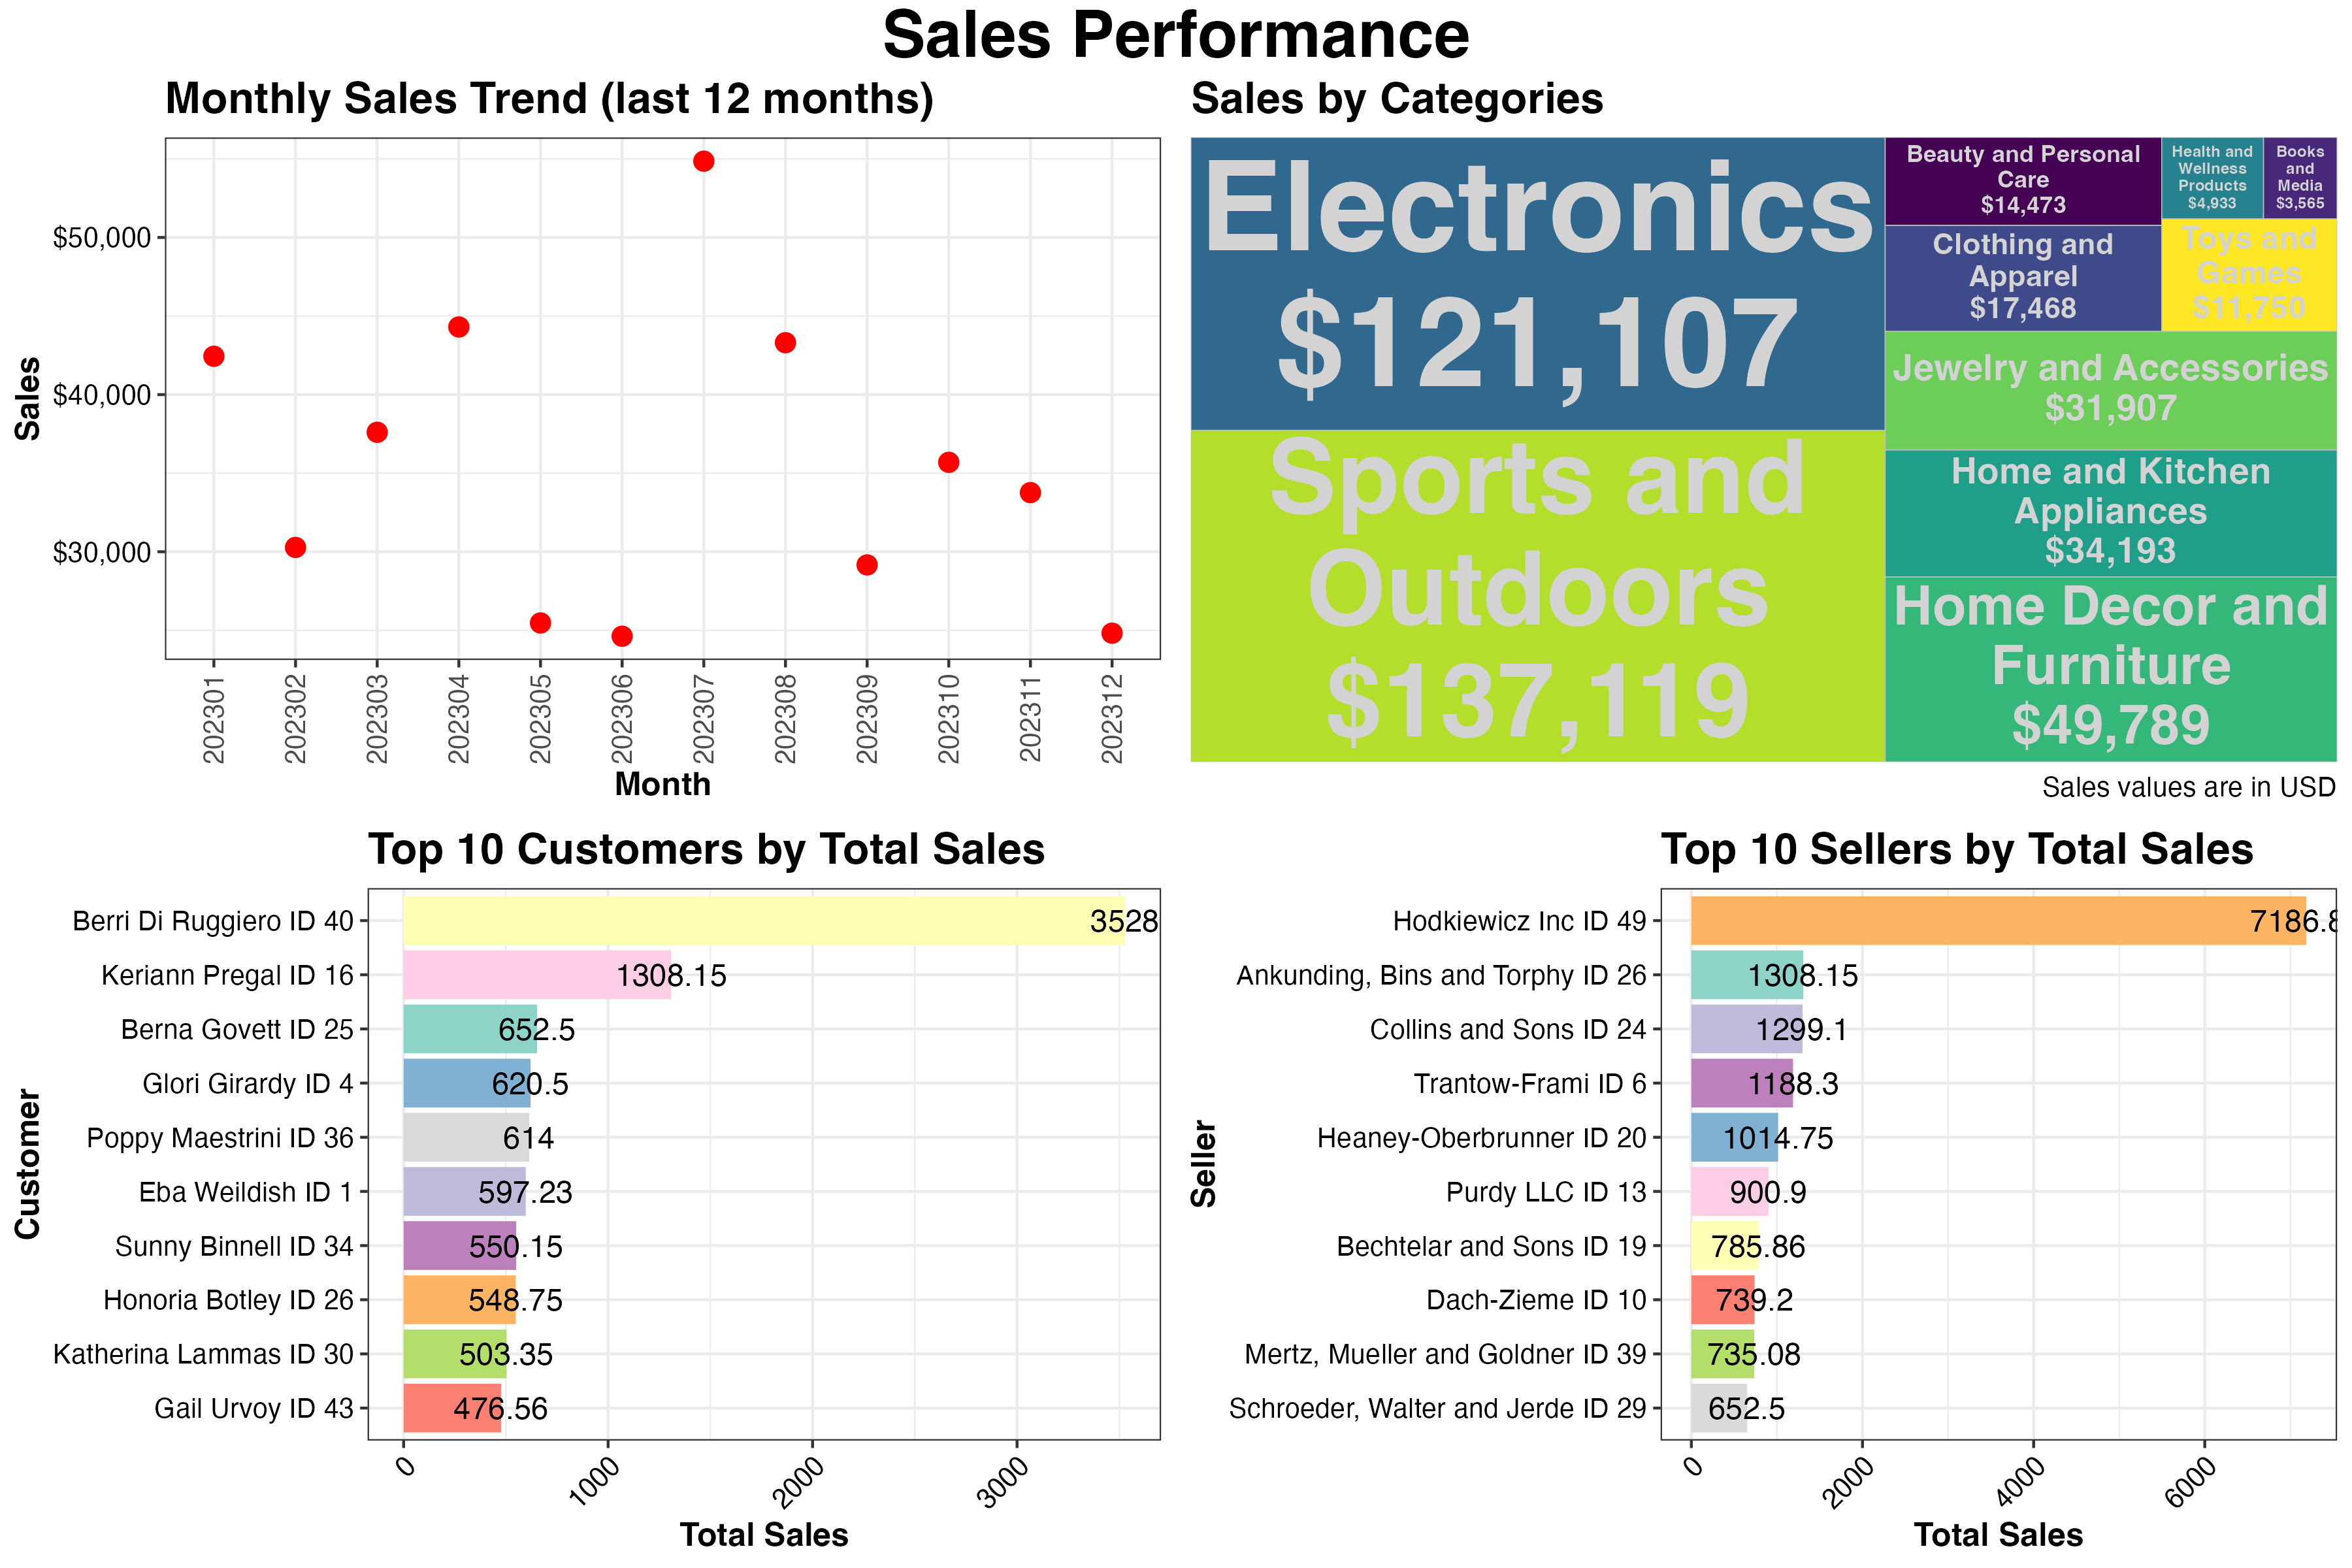 Sales Performance
Monthly Sales Trend (last 12 months)
Sales
$50,000
$40,000
$30,000
202301
202302
202303
202304
202305
202306
202307
202308
202309
202310
202311
202312
Month
Sales by Categories
Electronics
$121,107
Sports and
Outdoors
$137,119
Beauty and Personal
Care
$14,473
Health and
Wellness
Products
$4,933
Books
and
Media
$3,565
Clothing and
Apparel
$17,468
Toys and
Games
$11,750
Jewelry and Accessories
$31,907
Home and Kitchen
Appliances
$34,193
Home Decor and
Furniture
$49,789
Sales values are in USD
Top 10 Customers by Total Sales
Customer
Berri Di Ruggiero ID 40 3528
Keriann Pregal ID 16 1308.15
Berna Govett ID 25 652.5
Glori Girardy ID 4 620.5
Poppy Maestrini ID 36 614
Eba Weildish ID 1 597.23
Sunny Binnell ID 34 550.15
Honoria Botley ID 26 548.75
Katherina Lammas ID 30 503.35
Gail Urvoy ID 43 476.56
0 1000 2000 3000
Total Sales
Top 10 Sellers by Total Sales
Seller
Hodkiewicz Inc ID 49 7186.8
Ankunding, Bins and Torphy ID 26 1308.15
Collins and Sons ID 24 1299.1
Trantow-Frami ID 6 1188.3
Heaney-Oberbrunner ID 20 1014.75
Purdy LLC ID 13 900.9
Bechtelar and Sons ID 19 785.86
Dach-Zieme ID 10 739.2
Mertz, Mueller and Goldner ID 39 735.08
Schroeder, Walter and Jerde ID 29 652.5
0 2000 4000 6000
Total Sales